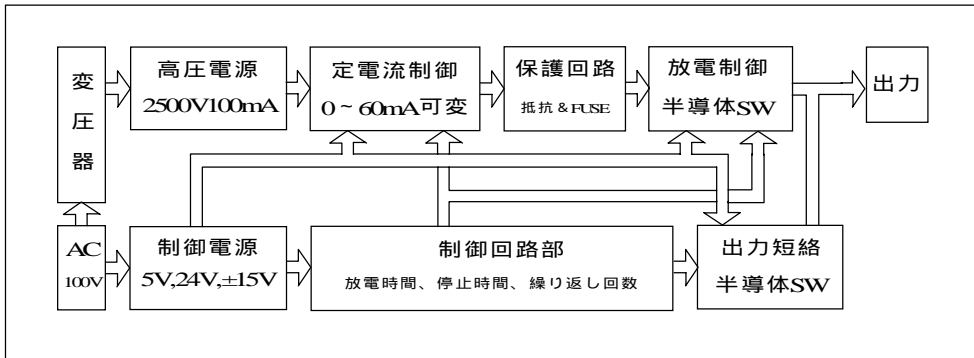 変圧器
高圧電源
2500V100mA
定電流制御
0~60mA可変
保護回路
抵抗&FUSE
放電制御
半導体SW
出力
AC
100V
制御電源
5V,24V,±15V
制御回路部
放電時間、停止時間、繰り返し回数
出力短絡
半導体SW